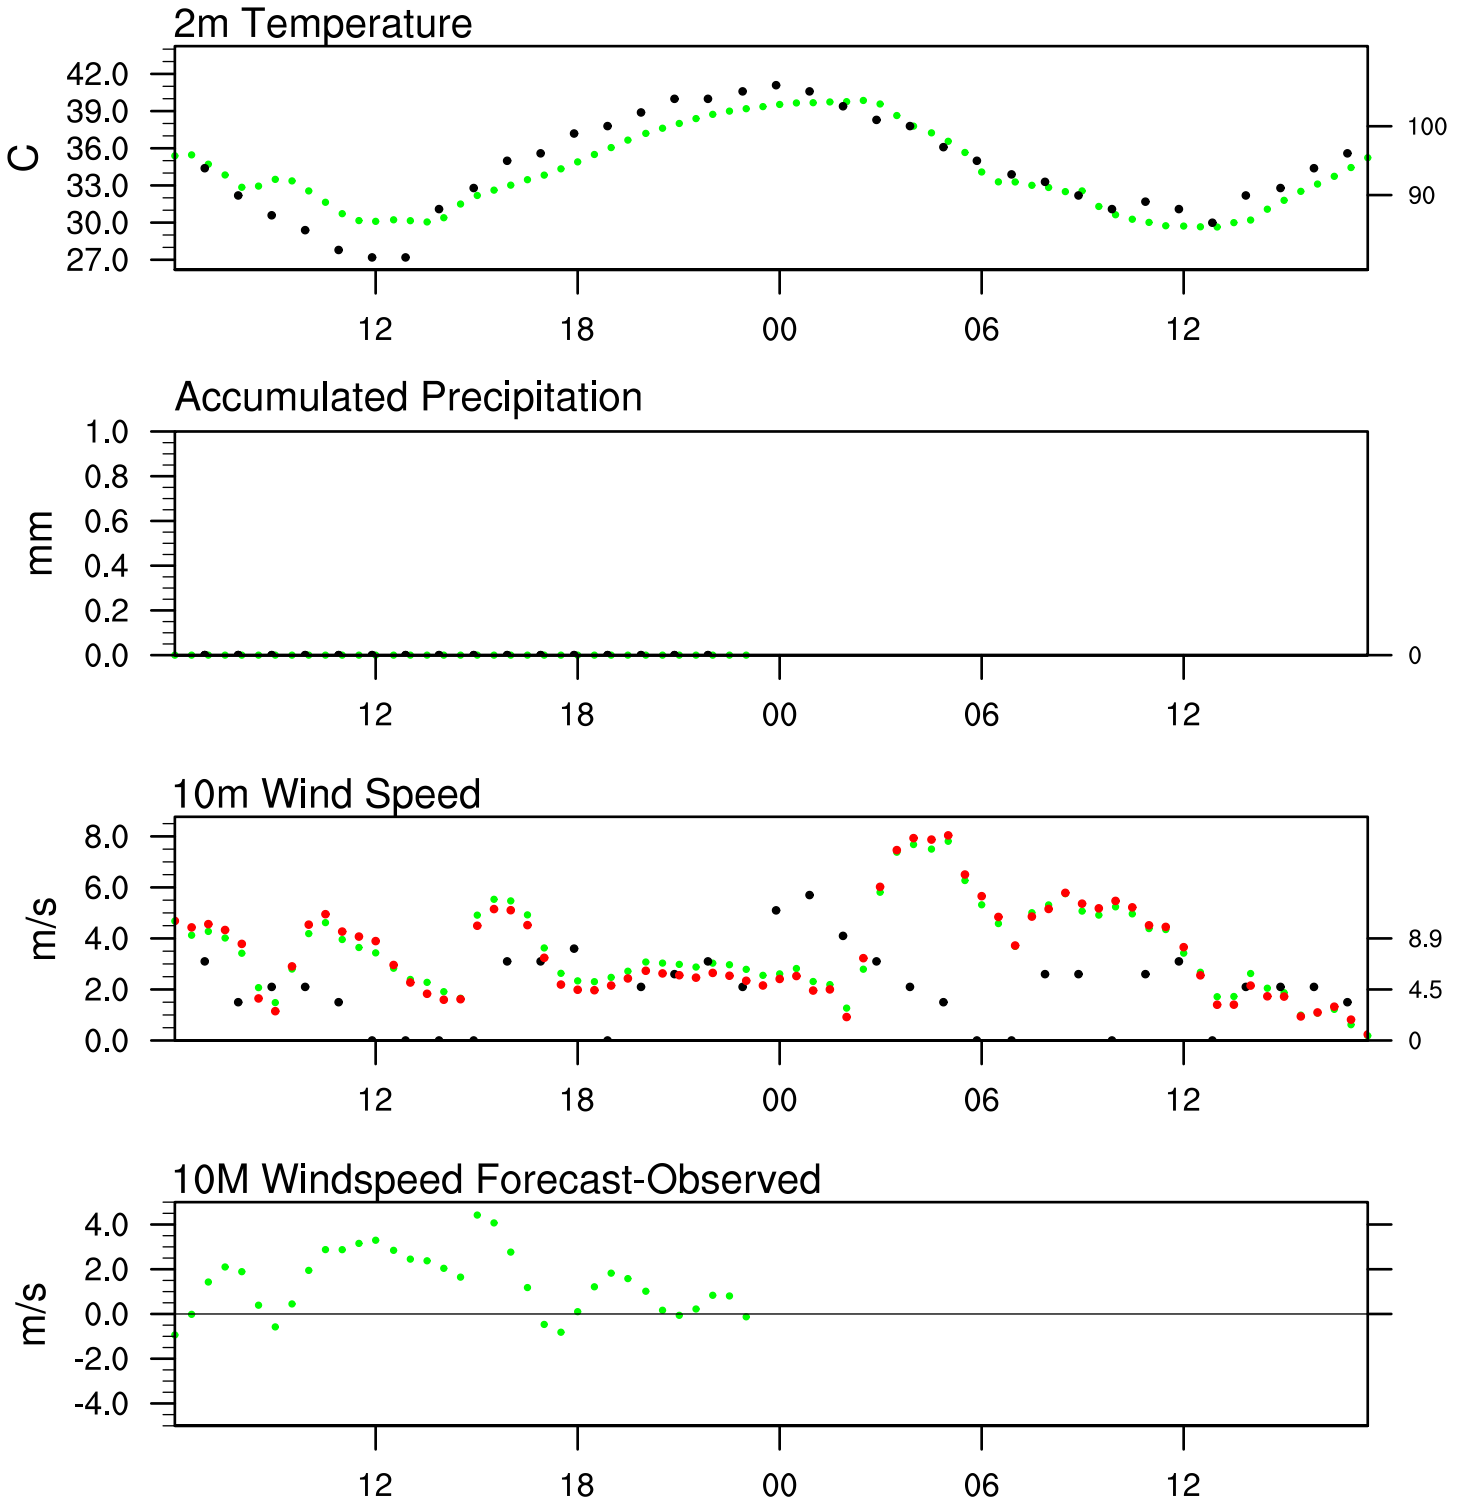 2m Temperature
42.0
39.0
36.0
33.0
30.0
27.0
C
100
90
12 18 00 06 12
Accumulated Precipitation
1.0
0.8
0.6
0.4
0.2
0.0
mm
0
12 18 00 06 12
10m Wind Speed
8.0
6.0
4.0
2.0
0.0
m/s
8.9
4.5
0
12 18 00 06 12
10M Windspeed Forecast-Observed
4.0
2.0
0.0
-2.0
-4.0
m/s
12 18 00 06 12